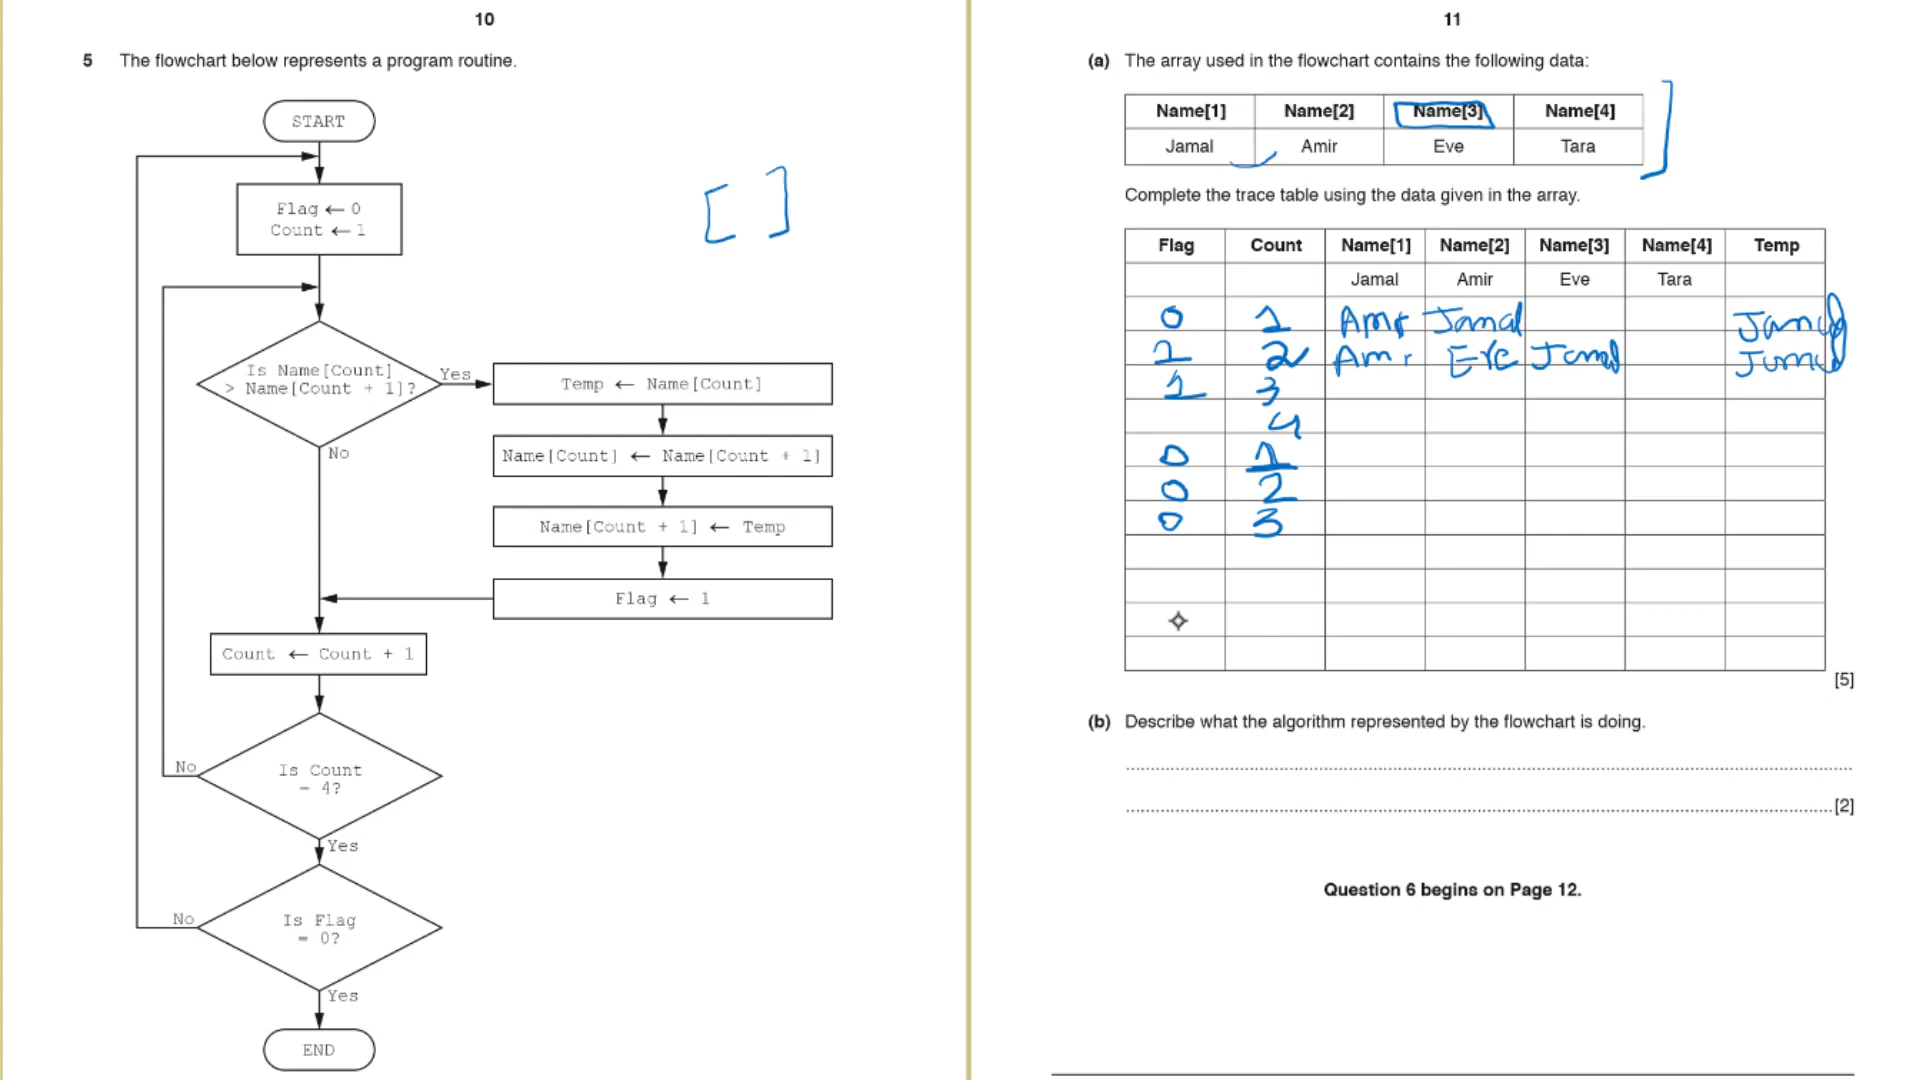 10
5 The flowchart below represents a program routine.
START
Flag ← 0
Count ← 1
Is Name[Count]
> Name[Count + 1]?
Yes
No
Temp ← Name[Count]
Name[Count] ← Name[Count + 1]
Name[Count + 1] ← Temp
Flag ← 1
Count ← Count + 1
Is Count
= 4?
No
Yes
Is Flag
= 0?
No
Yes
END
[ ]
11
(a) The array used in the flowchart contains the following data:
Name[1] Name[2] Name[3] Name[4]
Jamal Amir Eve Tara
Complete the trace table using the data given in the array.
Flag Count Name[1] Name[2] Name[3] Name[4] Temp
Jamal Amir Eve Tara
0 1 Amr Jamal Jamal
1 2 Am Eve Jamal Jamal
1 3
4
0 1
0 2
0 3
[5]
(b) Describe what the algorithm represented by the flowchart is doing.
[2]
Question 6 begins on Page 12.